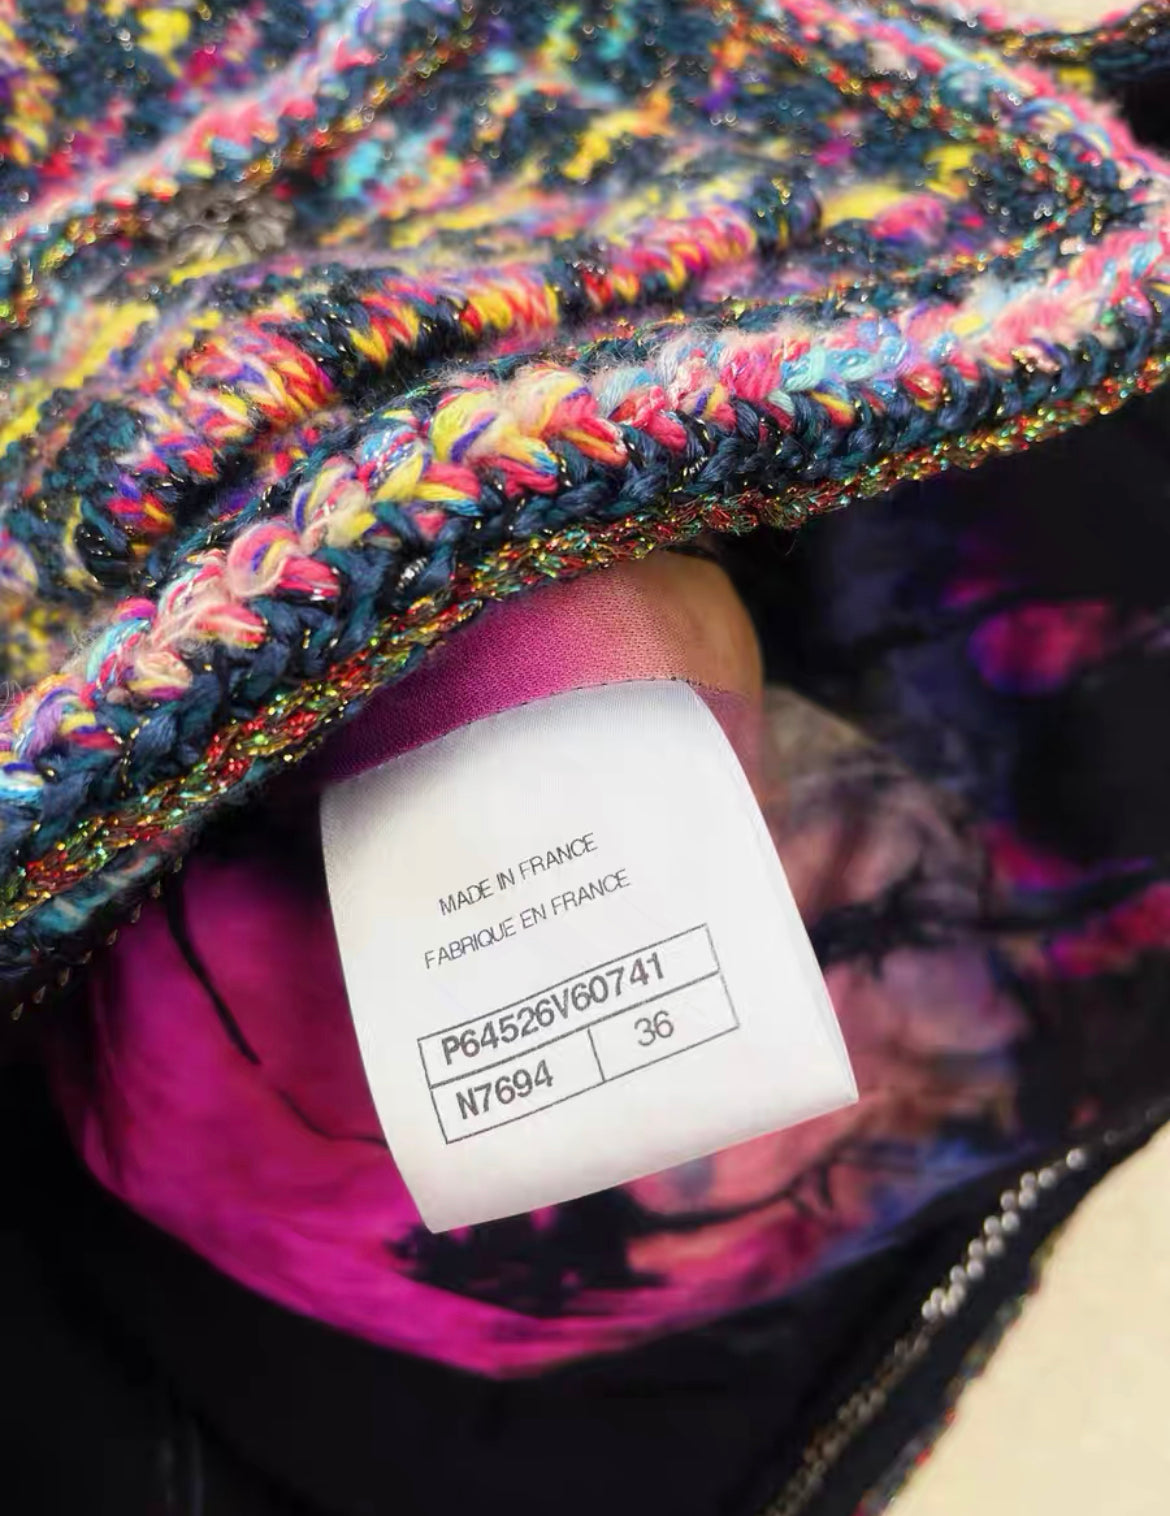 MADE IN FRANCE
FABRIQUE EN FRANCE
P64526V60741
N7694 36